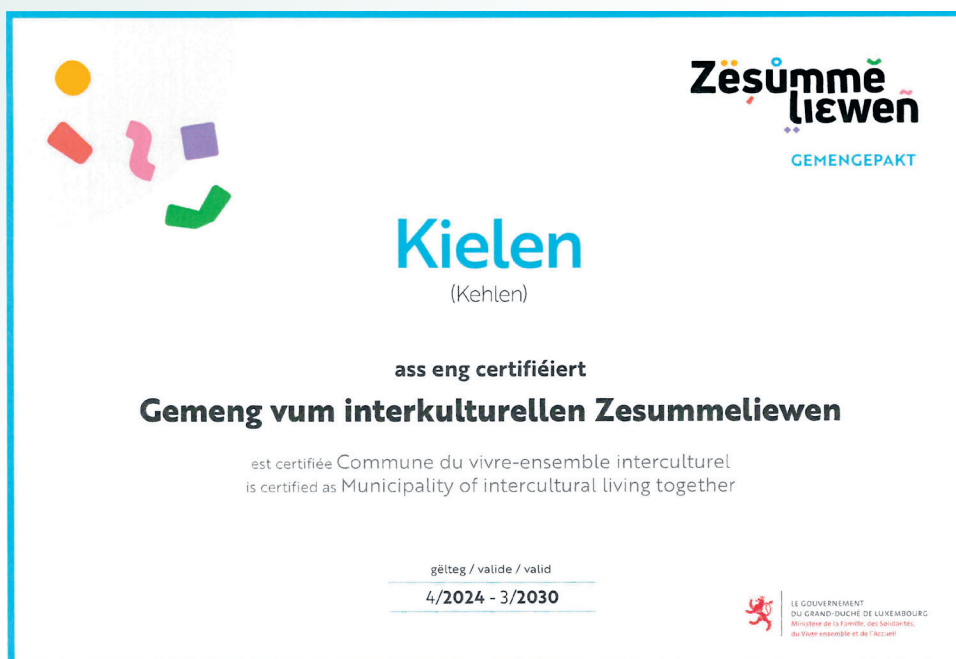 Zësummeliewen
GEMENGEPAKT
Kielen
(Kehlen)
ass eng certifiéiert
Gemeng vum interkulturellen Zesummeliewen
est certifiée Commune du vivre-ensemble interculturel
is certified as Municipality of intercultural living together
gëlteg / valide / valid
4/2024 - 3/2030
LE GOUVERNEMENT
DU GRAND-DUCHÉ DE LUXEMBOURG
Ministère de la Famille, des Solidarités,
du Vivre ensemble et de l'Accueil